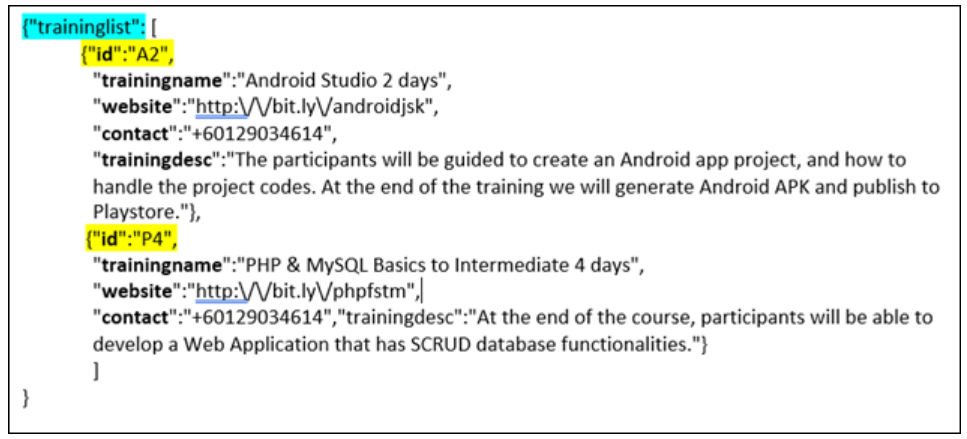 {"traininglist": [
{"id":"A2",
"trainingname":"Android Studio 2 days",
"website":"http:\/\/bit.ly\/androidjsk",
"contact":"+60129034614",
"trainingdesc":"The participants will be guided to create an Android app project, and how to
handle the project codes. At the end of the training we will generate Android APK and publish to
Playstore."},
{"id":"P4",
"trainingname":"PHP & MySQL Basics to Intermediate 4 days",
"website":"http:\/\/bit.ly\/phpfstm",
"contact":"+60129034614","trainingdesc":"At the end of the course, participants will be able to
develop a Web Application that has SCRUD database functionalities."}
]
}